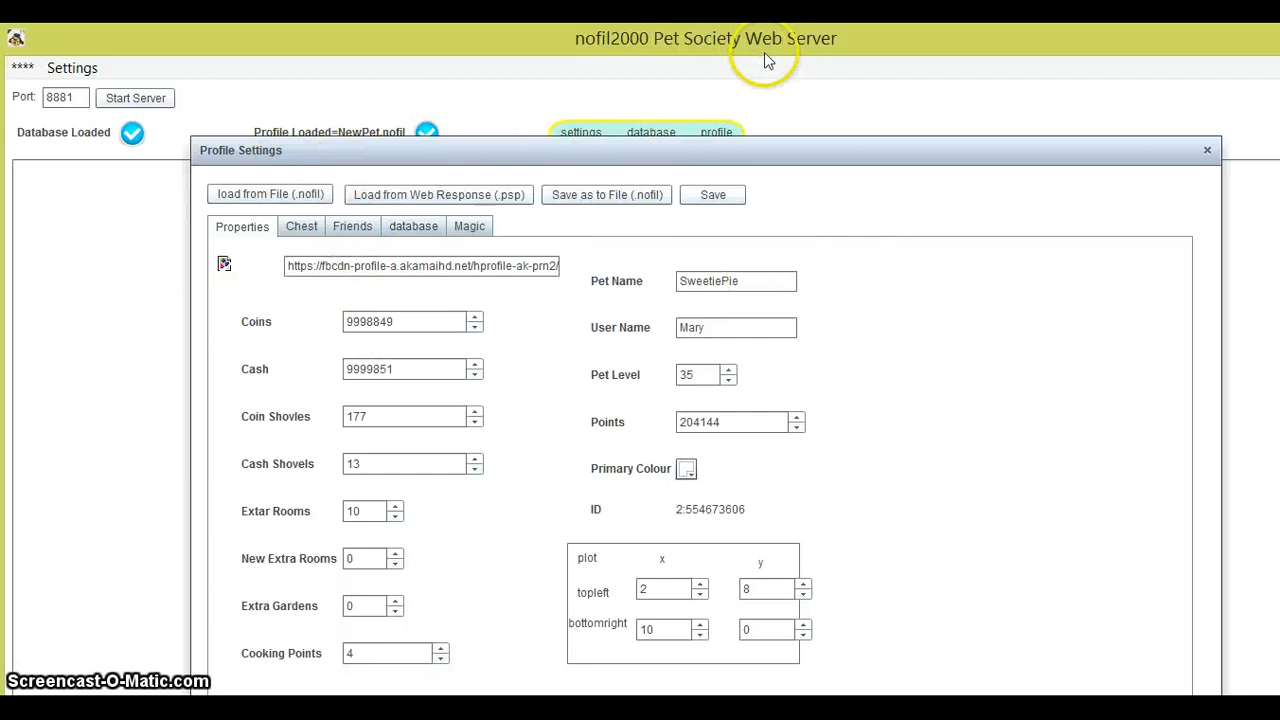 nofil2000 Pet Society Web Server
**** Settings
Port: 8881 Start Server
Database Loaded Profile Loaded=NewPet.nofil settings database profile
Profile Settings
load from File (.nofil) Load from Web Response (.psp) Save as to File (.nofil) Save
Properties Chest Friends database Magic
https://fbcdn-profile-a.akamaihd.net/hprofile-ak-prn2/
Pet Name SweetiePie
Coins 9998849
User Name Mary
Cash 9999851
Pet Level 35
Coin Shovles 177
Points 204144
Cash Shovels 13
Primary Colour
Extar Rooms 10
ID 2:554673606
New Extra Rooms 0
plot x y
topleft 2 8
Extra Gardens 0
bottomright 10 0
Cooking Points 4
Screencast-O-Matic.com